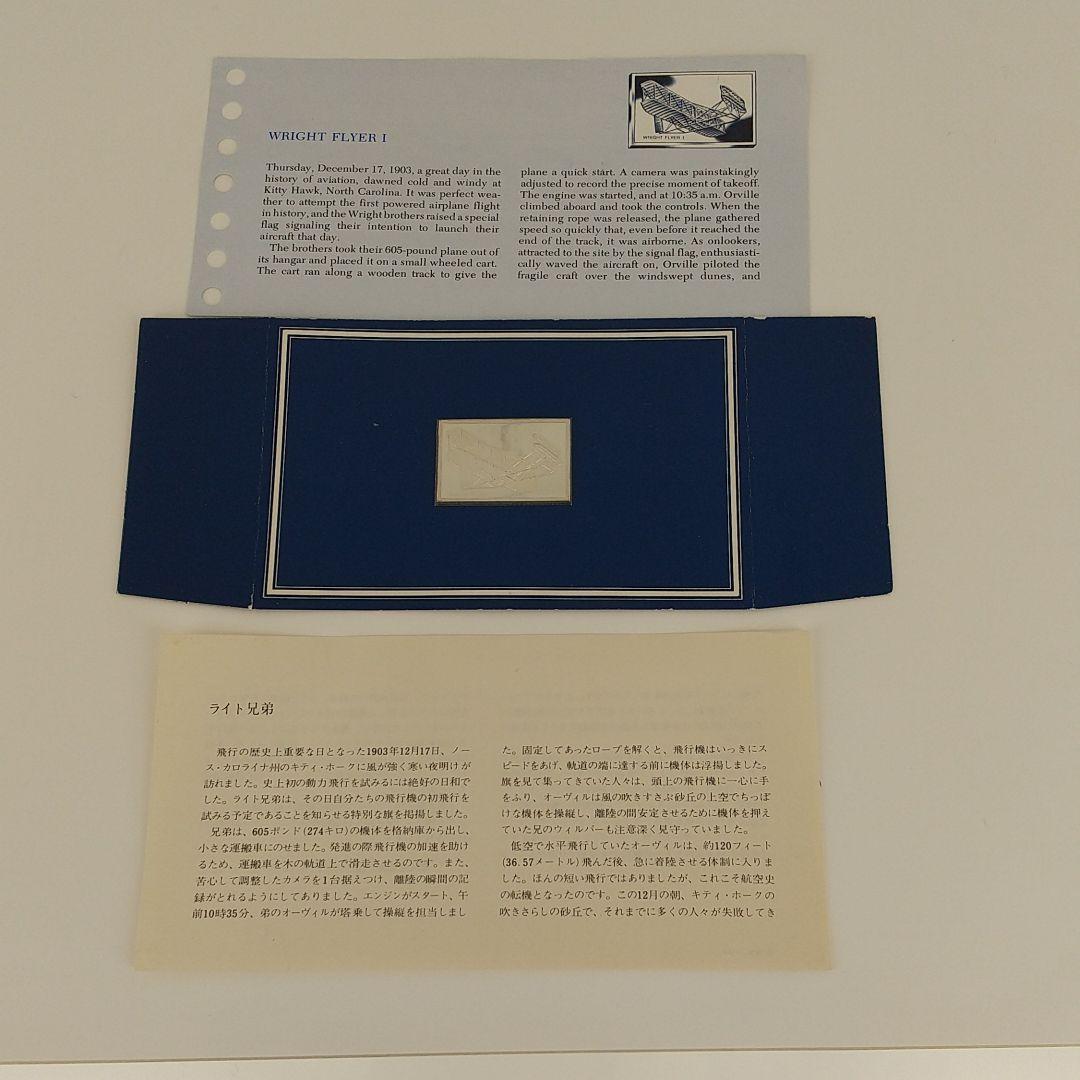 WRIGHT FLYER I
WRIGHT FLYER I
Thursday, December 17, 1903, a great day in the
history of aviation, dawned cold and windy at
Kitty Hawk, North Carolina. It was perfect wea-
ther to attempt the first powered airplane flight
in history, and the Wright brothers raised a special
flag signaling their intention to launch their
aircraft that day.
The brothers took their 605-pound plane out of
its hangar and placed it on a small wheeled cart.
The cart ran along a wooden track to give the
plane a quick start. A camera was painstakingly
adjusted to record the precise moment of takeoff.
The engine was started, and at 10:35 a.m. Orville
climbed aboard and took the controls. When the
retaining rope was released, the plane gathered
speed so quickly that, even before it reached the
end of the track, it was airborne. As onlookers,
attracted to the site by the signal flag, enthusiasti-
cally waved the aircraft on, Orville piloted the
fragile craft over the windswept dunes, and
ライト兄弟
飛行の歴史上重要な日となった1903年12月17日、ノー
ス・カロライナ州のキティ・ホークに風が強く寒い夜明けが
訪れました。史上初の動力飛行を試みるには絶好の日和で
した。ライト兄弟は、その日自分たちの飛行機の初飛行を
試みる予定であることを知らせる特別な旗を掲揚しました。
兄弟は、605ポンド(274キロ)の機体を格納庫から出し、
小さな運搬車にのせました。発進の際飛行機の加速を助け
るため、運搬車を木の軌道上で滑走させるのです。また、
苦心して調整したカメラを1台据えつけ、離陸の瞬間の記
録がとれるようにしてありました。エンジンがスタート、午
前10時35分、弟のオーヴィルが塔乗して操縦を担当しまし
た。固定してあったロープを解くと、飛行機はいっきにス
ピードをあげ、軌道の端に達する前に機体は浮揚しました。
旗を見て集ってきていた人々は、頭上の飛行機に一心に手
をふり、オーヴィルは風の吹きすさぶ砂丘の上空でちっぽ
けな機体を操縦し、離陸の間安定させるために機体を押え
ていた兄のウィルバーも注意深く見守っていました。
低空で水平飛行していたオーヴィルは、約120フィート
(36.57メートル)飛んだ後、急に着陸させる体制に入りま
した。ほんの短い飛行ではありましたが、これこそ航空史
の転機となったのです。この12月の朝、キティ・ホークの
吹きさらしの砂丘で、それまでに多くの人々が失敗してき